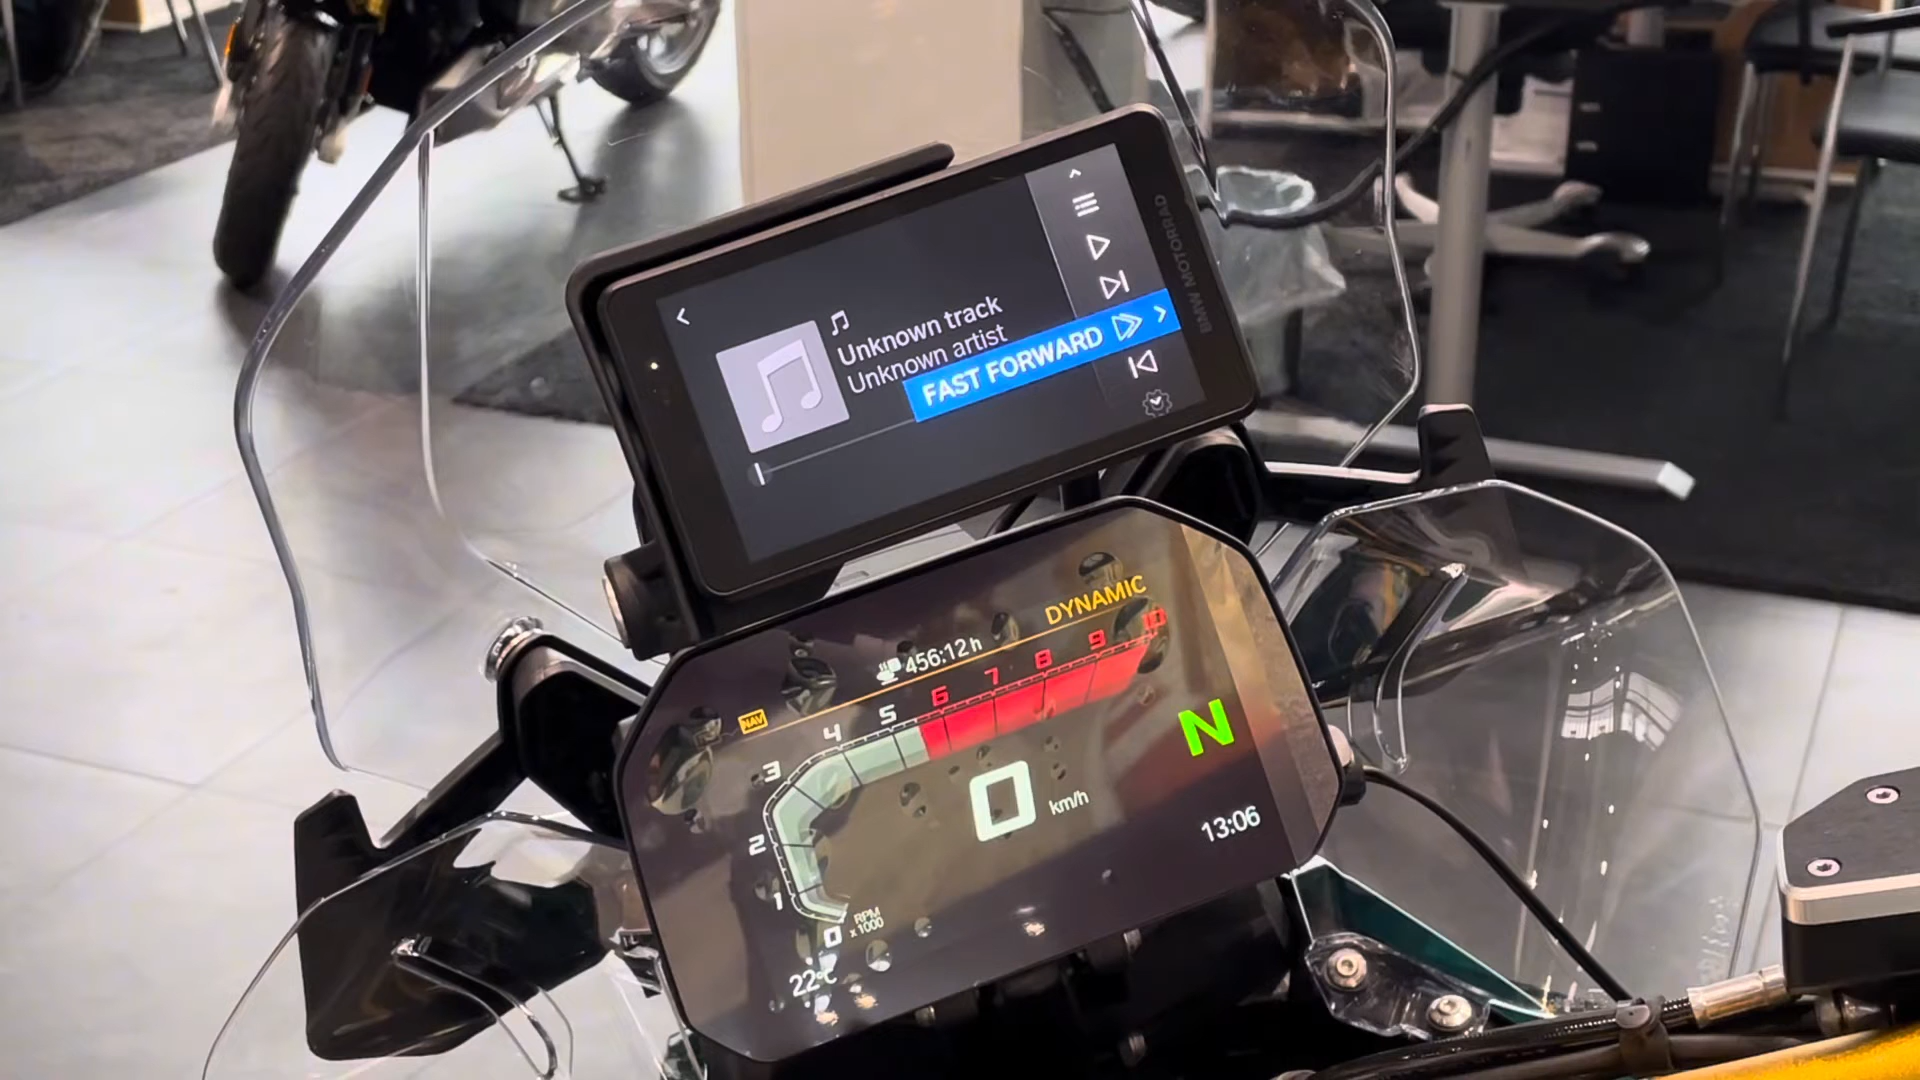 Unknown track
Unknown artist
FAST FORWARD
BMW MOTORRAD
DYNAMIC
456:12 h
NAV
0 1 2 3 4 5 6 7 8 9 10
RPM
x 1000
0 km/h
N
13:06
22°C